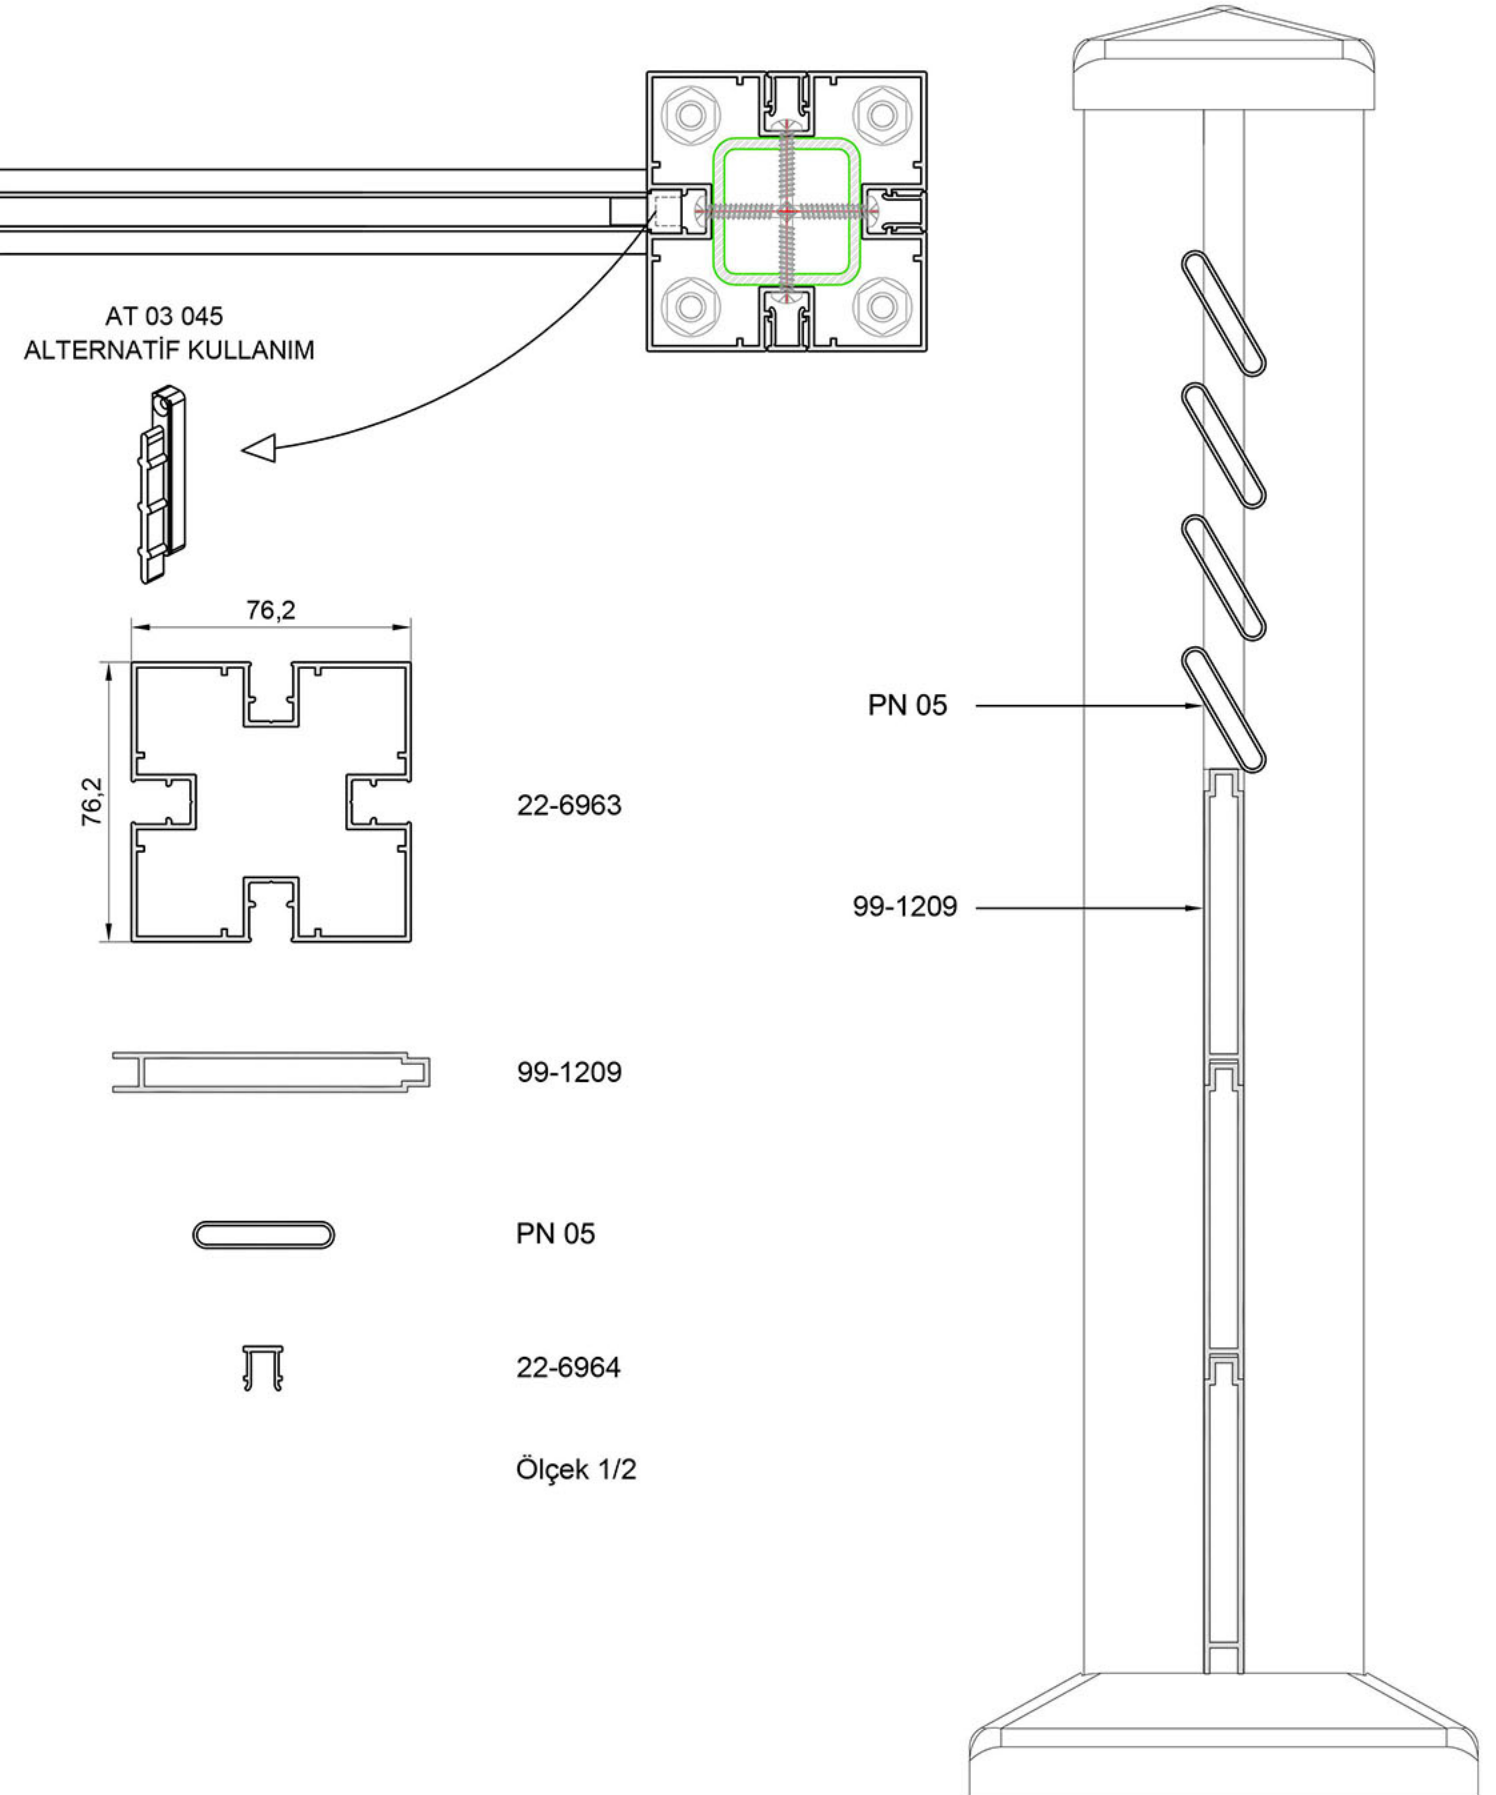 AT 03 045
ALTERNATİF KULLANIM
76,2
76,2
22-6963
PN 05
99-1209
99-1209
PN 05
22-6964
Ölçek 1/2